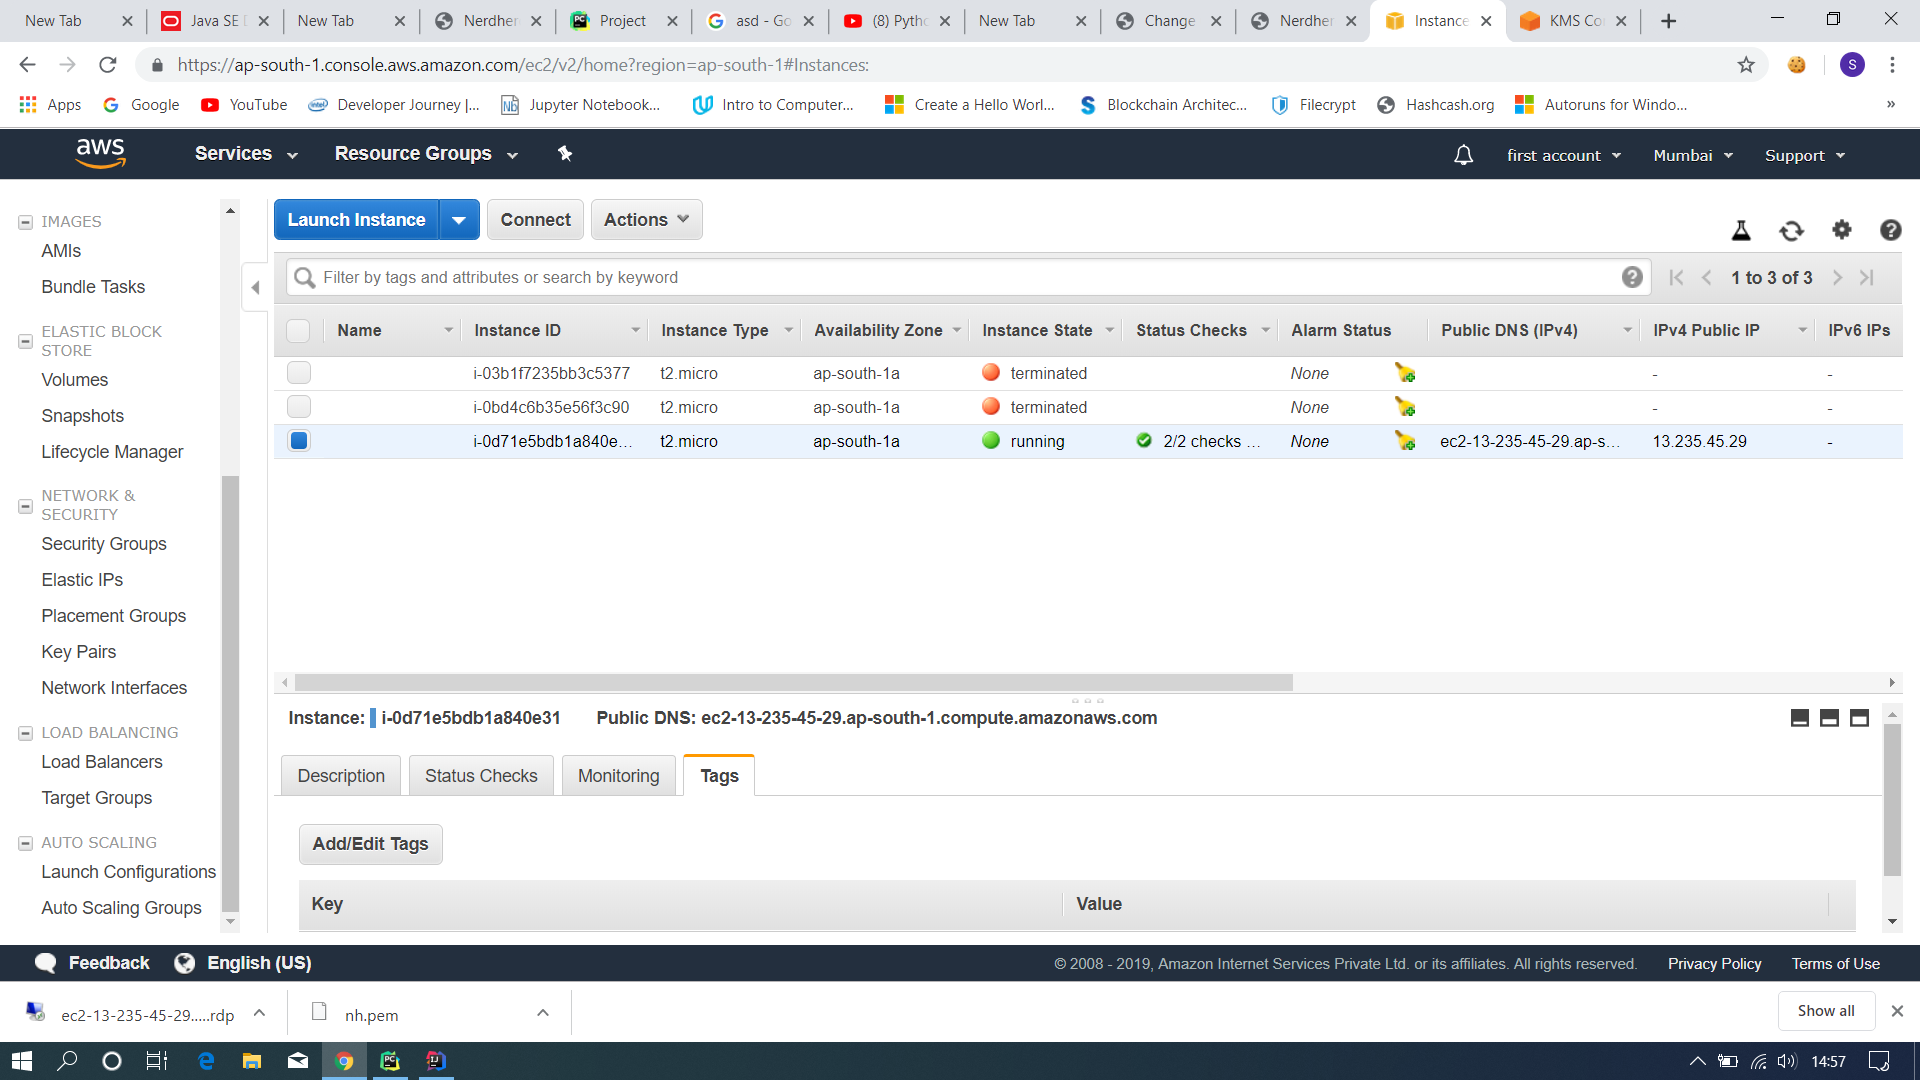 New Tab
Java SE D
New Tab
Nerdher
Project
asd - Go
(8) Pytho
New Tab
Change
Nerdher
Instance
KMS Co
https://ap-south-1.console.aws.amazon.com/ec2/v2/home?region=ap-south-1#Instances:
S
Apps
Google
YouTube
Developer Journey |...
Jupyter Notebook...
Intro to Computer...
Create a Hello Worl...
Blockchain Architec...
Filecrypt
Hashcash.org
Autoruns for Windo...
»
aws
Services
Resource Groups
first account
Mumbai
Support
IMAGES
AMIs
Bundle Tasks
ELASTIC BLOCK
STORE
Volumes
Snapshots
Lifecycle Manager
NETWORK &
SECURITY
Security Groups
Elastic IPs
Placement Groups
Key Pairs
Network Interfaces
LOAD BALANCING
Load Balancers
Target Groups
AUTO SCALING
Launch Configurations
Auto Scaling Groups
Launch Instance
Connect
Actions
Filter by tags and attributes or search by keyword
1 to 3 of 3
Name Instance ID Instance Type Availability Zone Instance State Status Checks Alarm Status Public DNS (IPv4) IPv4 Public IP IPv6 IPs
i-03b1f7235bb3c5377 t2.micro ap-south-1a terminated None - -
i-0bd4c6b35e56f3c90 t2.micro ap-south-1a terminated None - -
i-0d71e5bdb1a840e... t2.micro ap-south-1a running 2/2 checks ... None ec2-13-235-45-29.ap-s... 13.235.45.29 -
Instance: i-0d71e5bdb1a840e31 Public DNS: ec2-13-235-45-29.ap-south-1.compute.amazonaws.com
Description
Status Checks
Monitoring
Tags
Add/Edit Tags
Key Value
Feedback
English (US)
© 2008 - 2019, Amazon Internet Services Private Ltd. or its affiliates. All rights reserved.
Privacy Policy
Terms of Use
ec2-13-235-45-29.....rdp
nh.pem
Show all
14:57